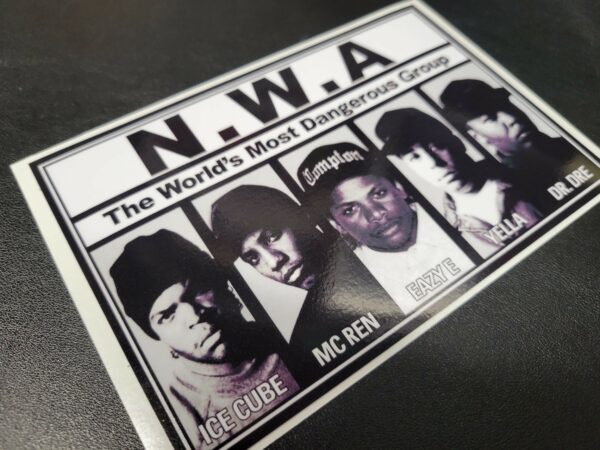 N.W.A
The World's Most Dangerous Group
Compton
ICE CUBE
MC REN
EAZY E
YELLA
DR. DRE